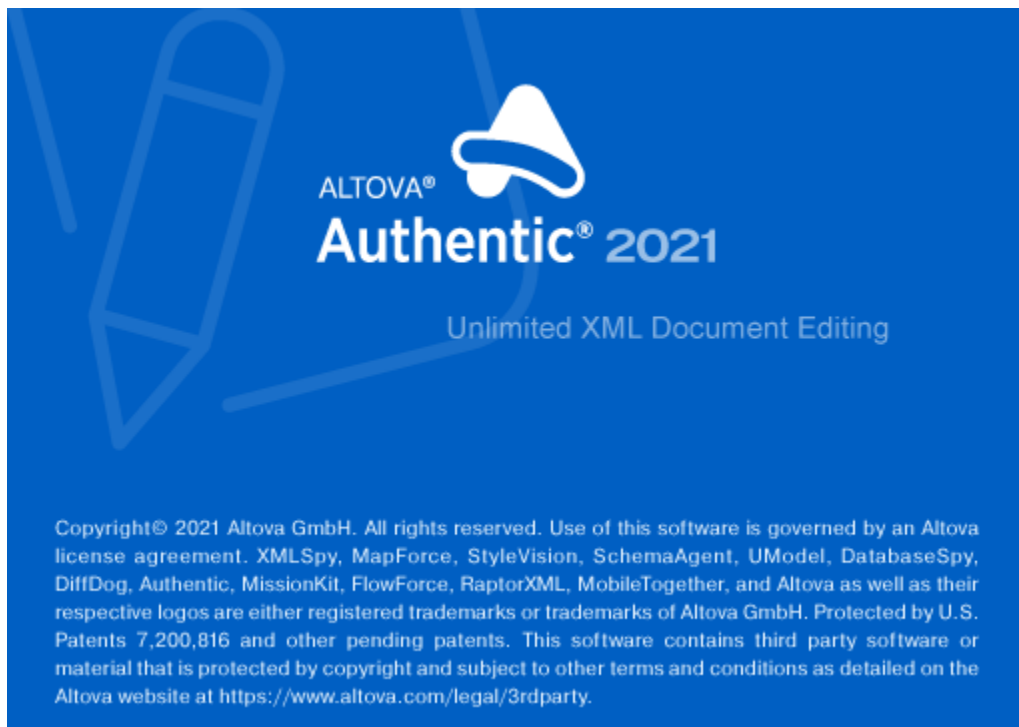 ALTOVA®
Authentic® 2021
Unlimited XML Document Editing
Copyright© 2021 Altova GmbH. All rights reserved. Use of this software is governed by an Altova
license agreement. XMLSpy, MapForce, StyleVision, SchemaAgent, UModel, DatabaseSpy,
DiffDog, Authentic, MissionKit, FlowForce, RaptorXML, MobileTogether, and Altova as well as their
respective logos are either registered trademarks or trademarks of Altova GmbH. Protected by U.S.
Patents 7,200,816 and other pending patents. This software contains third party software or
material that is protected by copyright and subject to other terms and conditions as detailed on the
Altova website at https://www.altova.com/legal/3rdparty.